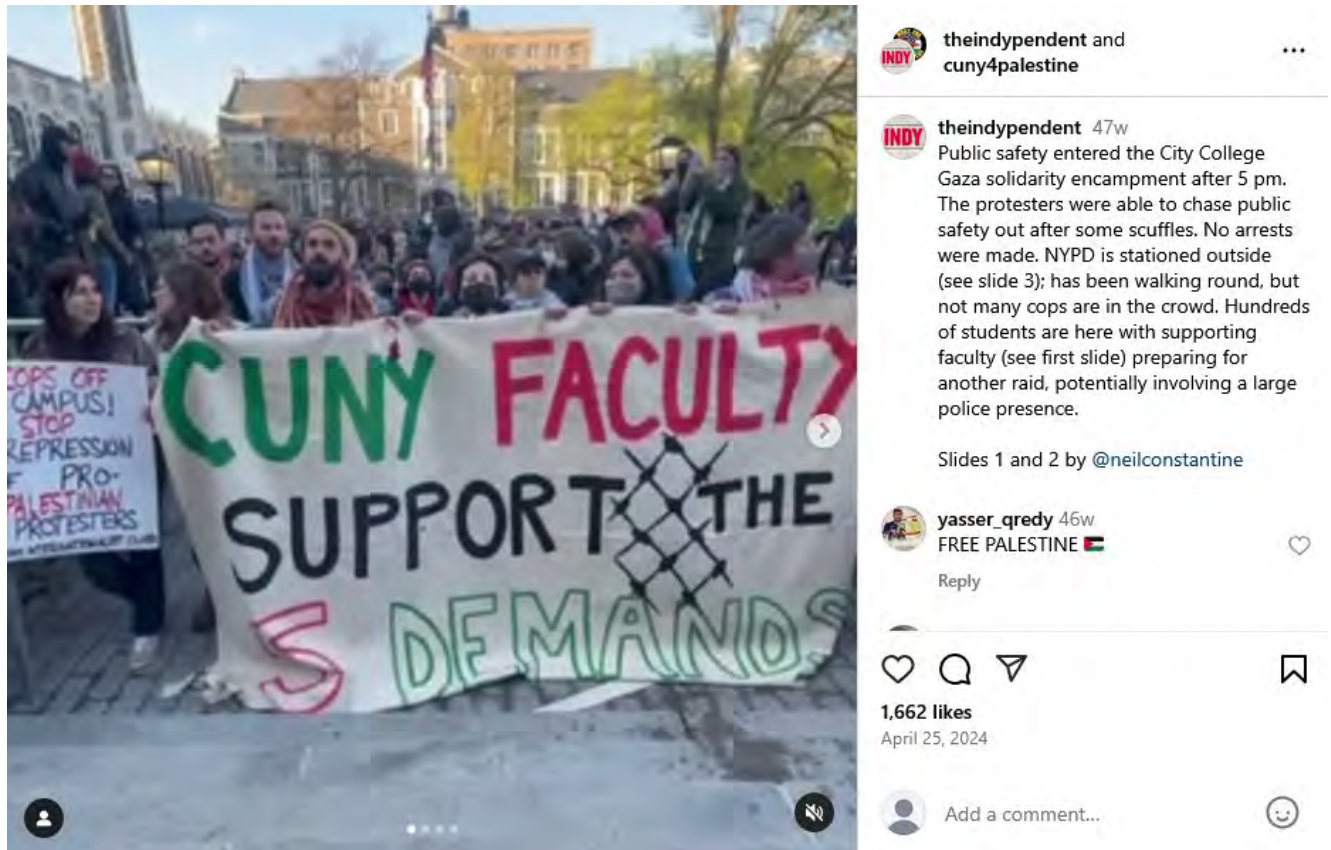 CUNY FACULTY
SUPPORT THE
5 DEMANDS
COPS OFF
CAMPUS!
STOP
REPRESSION
PRO-
PALESTINIAN
PROTESTERS
INDY
theindypendent and
cuny4palestine
INDY
theindypendent 47w
Public safety entered the City College
Gaza solidarity encampment after 5 pm.
The protesters were able to chase public
safety out after some scuffles. No arrests
were made. NYPD is stationed outside
(see slide 3); has been walking round, but
not many cops are in the crowd. Hundreds
of students are here with supporting
faculty (see first slide) preparing for
another raid, potentially involving a large
police presence.
Slides 1 and 2 by @neilconstantine
yasser_qredy 46w
FREE PALESTINE 🇵🇸
Reply
1,662 likes
April 25, 2024
Add a comment...